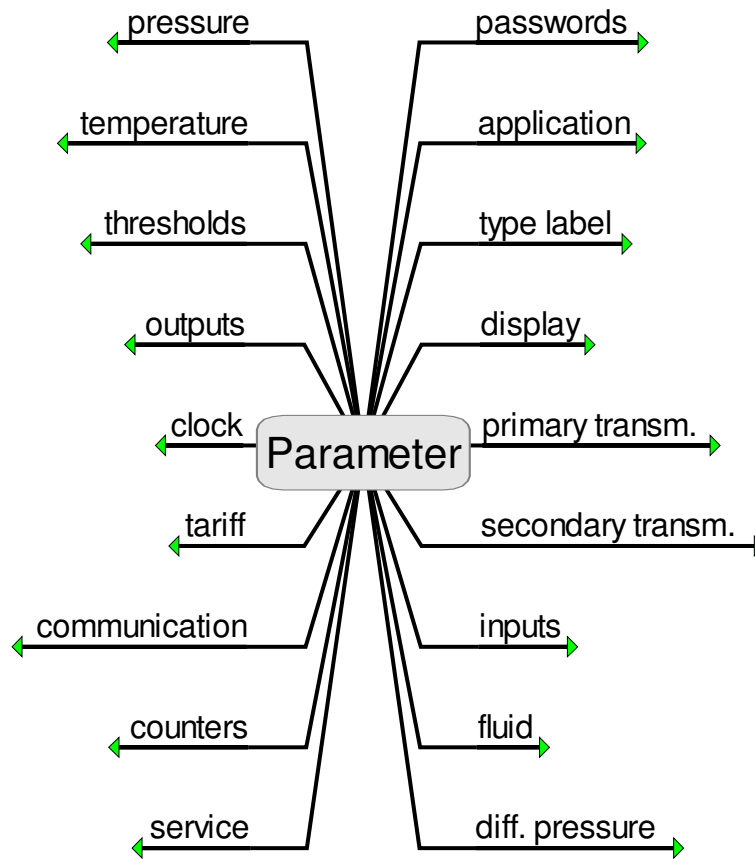 pressure
passwords
temperature
application
thresholds
type label
outputs
display
clock
primary transm.
Parameter
tariff
secondary transm.
communication
inputs
counters
fluid
service
diff. pressure